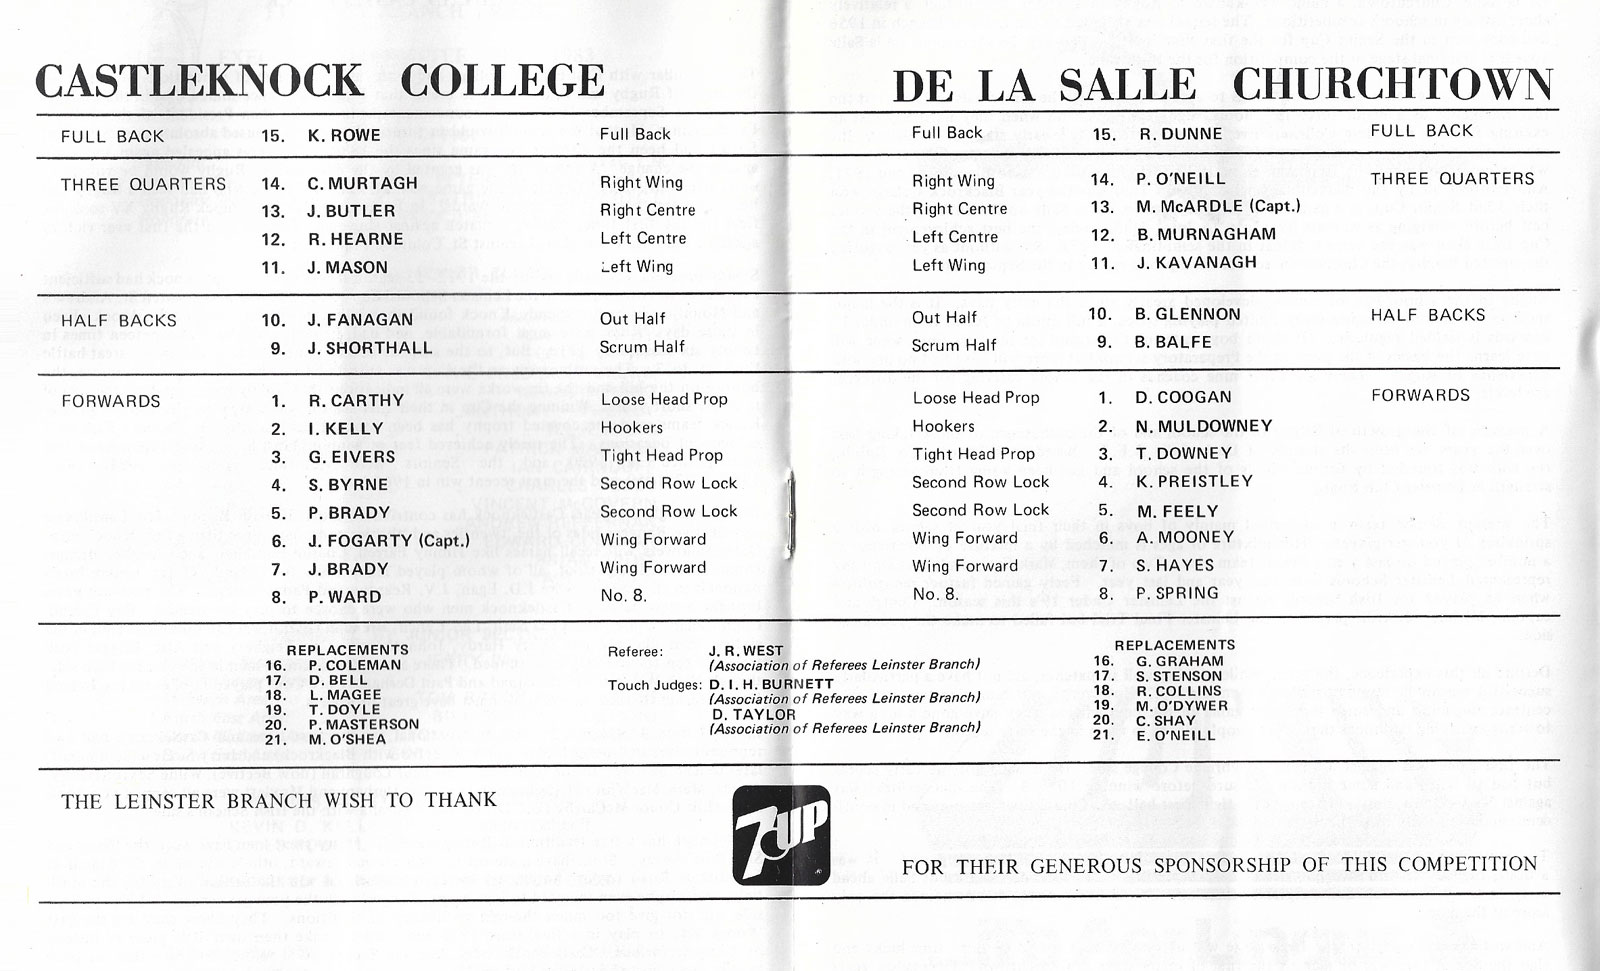 CASTLEKNOCK COLLEGE
FULL BACK 15. K. ROWE Full Back
THREE QUARTERS 14. C. MURTAGH Right Wing
13. J. BUTLER Right Centre
12. R. HEARNE Left Centre
11. J. MASON Left Wing
HALF BACKS 10. J. FANAGAN Out Half
9. J. SHORTHALL Scrum Half
FORWARDS 1. R. CARTHY Loose Head Prop
2. I. KELLY Hookers
3. G. EIVERS Tight Head Prop
4. S. BYRNE Second Row Lock
5. P. BRADY Second Row Lock
6. J. FOGARTY (Capt.) Wing Forward
7. J. BRADY Wing Forward
8. P. WARD No. 8.
REPLACEMENTS
16. P. COLEMAN
17. D. BELL
18. L. MAGEE
19. T. DOYLE
20. P. MASTERSON
21. M. O'SHEA
Referee: J. R. WEST
(Association of Referees Leinster Branch)
Touch Judges: D. I. H. BURNETT
(Association of Referees Leinster Branch)
D. TAYLOR
(Association of Referees Leinster Branch)
DE LA SALLE CHURCHTOWN
Full Back 15. R. DUNNE FULL BACK
Right Wing 14. P. O'NEILL THREE QUARTERS
Right Centre 13. M. McARDLE (Capt.)
Left Centre 12. B. MURNAGHAM
Left Wing 11. J. KAVANAGH
Out Half 10. B. GLENNON HALF BACKS
Scrum Half 9. B. BALFE
Loose Head Prop 1. D. COOGAN FORWARDS
Hookers 2. N. MULDOWNEY
Tight Head Prop 3. T. DOWNEY
Second Row Lock 4. K. PREISTLEY
Second Row Lock 5. M. FEELY
Wing Forward 6. A. MOONEY
Wing Forward 7. S. HAYES
No. 8. 8. P. SPRING
REPLACEMENTS
16. G. GRAHAM
17. S. STENSON
18. R. COLLINS
19. M. O'DYWER
20. C. SHAY
21. E. O'NEILL
THE LEINSTER BRANCH WISH TO THANK
7UP
FOR THEIR GENEROUS SPONSORSHIP OF THIS COMPETITION